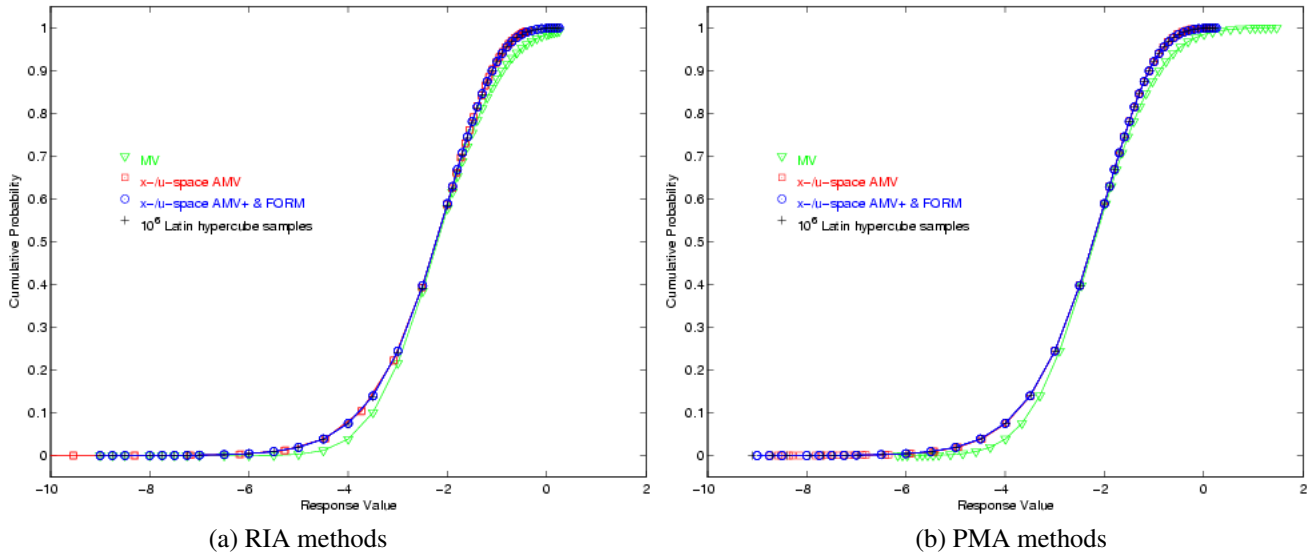 1
0.9
0.8
0.7
0.6
0.5
0.4
0.3
0.2
0.1
0
Cumulative Probability
MV
x-/u-space AMV
x-/u-space AMV+ & FORM
10⁶ Latin hypercube samples
-10 -8 -6 -4 -2 0 2
Response Value
(a) RIA methods
1
0.9
0.8
0.7
0.6
0.5
0.4
0.3
0.2
0.1
0
Cumulative Probability
MV
x-/u-space AMV
x-/u-space AMV+ & FORM
10⁶ Latin hypercube samples
-10 -8 -6 -4 -2 0 2
Response Value
(b) PMA methods